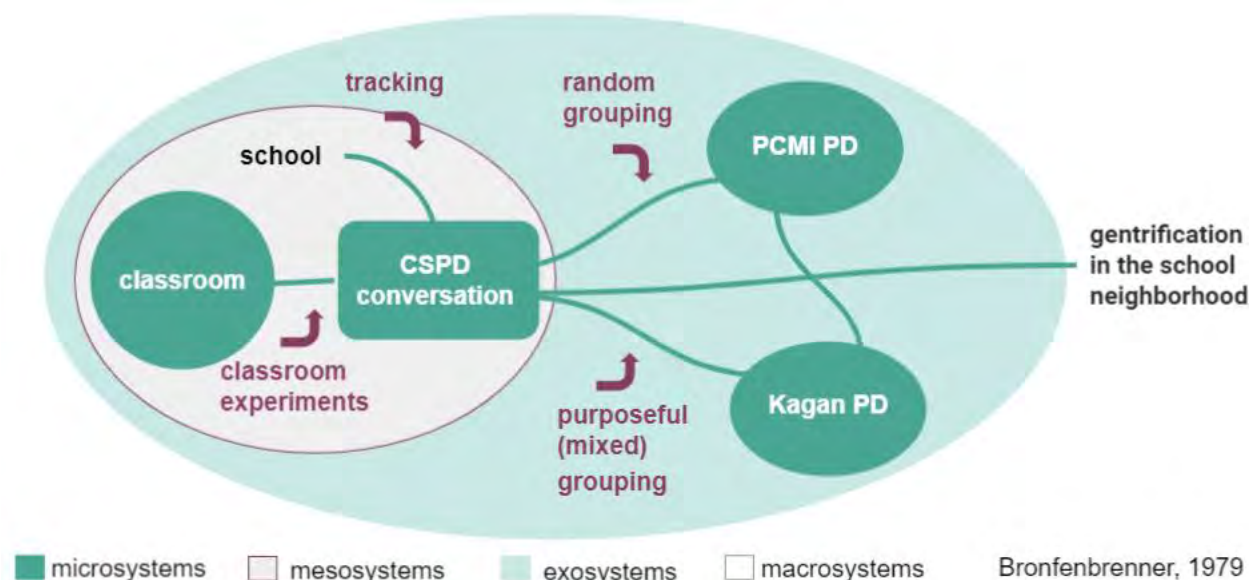 tracking
random
grouping
PCMI PD
school
gentrification
in the school
neighborhood
classroom
CSPD
conversation
classroom
experiments
purposeful
(mixed)
grouping
Kagan PD
microsystems
mesosystems
exosystems
macrosystems
Bronfenbrenner, 1979